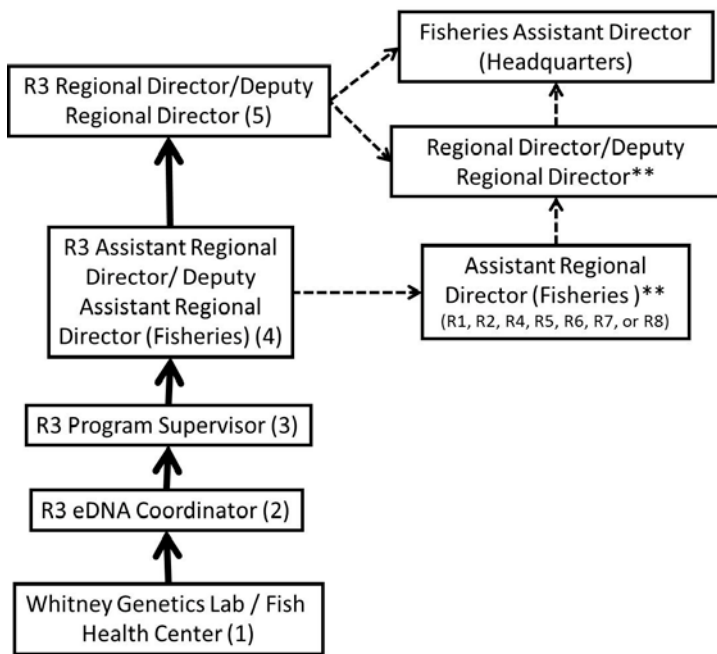 Fisheries Assistant Director
(Headquarters)
R3 Regional Director/Deputy
Regional Director (5)
Regional Director/Deputy
Regional Director**
R3 Assistant Regional
Director/ Deputy
Assistant Regional
Director (Fisheries) (4)
Assistant Regional
Director (Fisheries )**
(R1, R2, R4, R5, R6, R7, or R8)
R3 Program Supervisor (3)
R3 eDNA Coordinator (2)
Whitney Genetics Lab / Fish
Health Center (1)